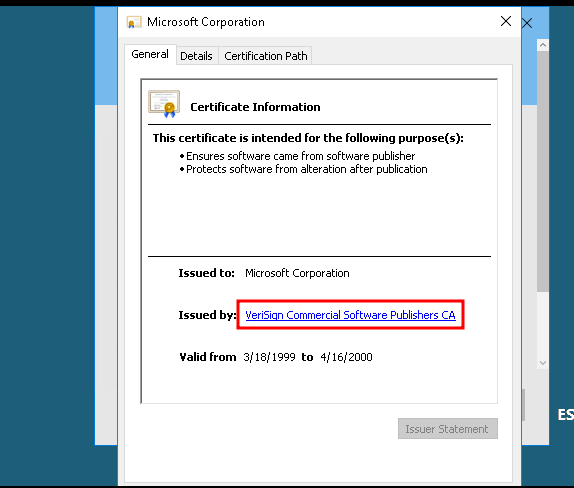 Microsoft Corporation
General Details Certification Path
Certificate Information
This certificate is intended for the following purpose(s):
•Ensures software came from software publisher
•Protects software from alteration after publication
Issued to: Microsoft Corporation
Issued by: VeriSign Commercial Software Publishers CA
Valid from 3/18/1999 to 4/16/2000
ES
Issuer Statement